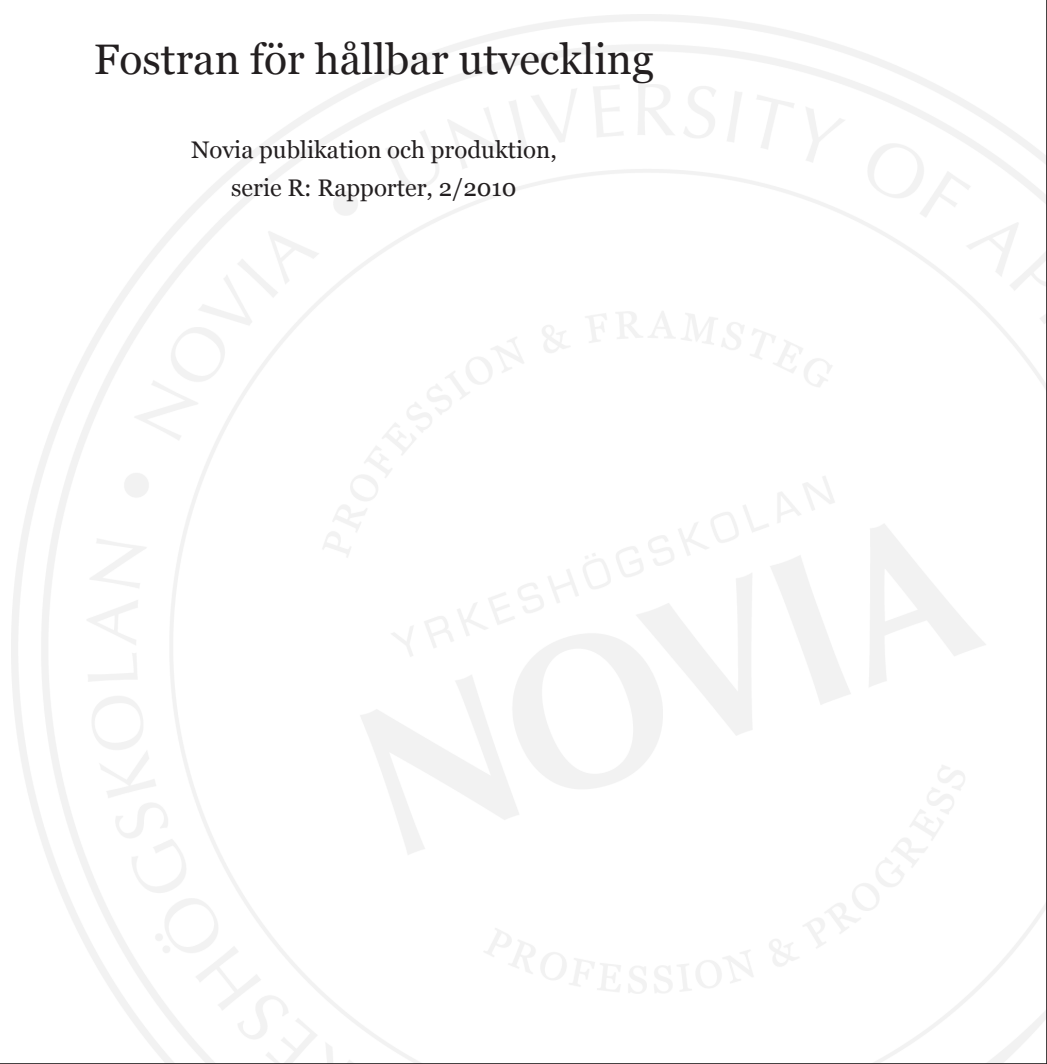 Fostran för hållbar utveckling
Novia publikation och produktion,
serie R: Rapporter, 2/2010
NOVIA • UNIVERSITY OF
PROFESSION & FRAMSTEG
YRKESHÖGSKOLAN
NOVIA
PROFESSION & PROGRESS